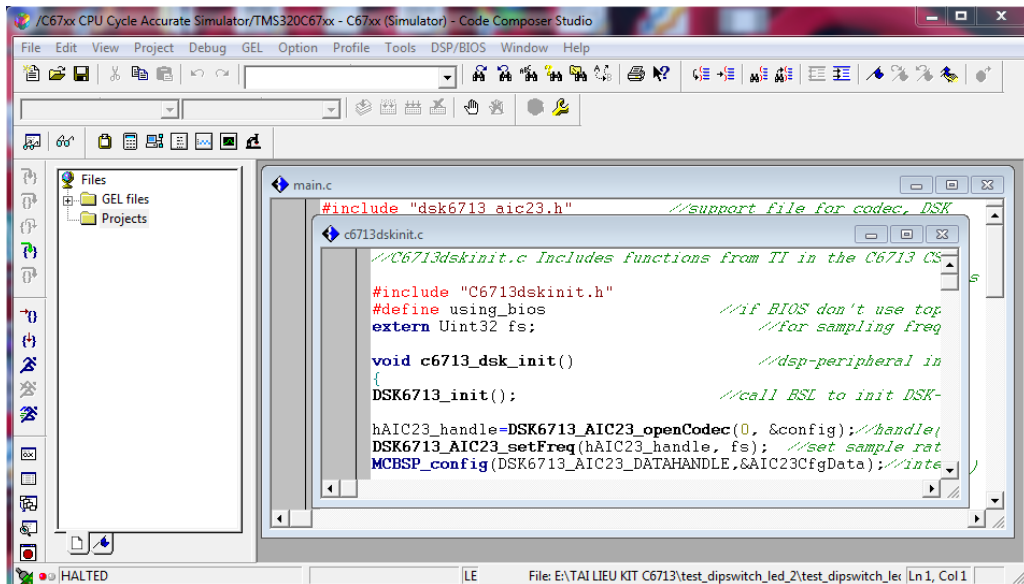 /C67xx CPU Cycle Accurate Simulator/TMS320C67xx - C67xx (Simulator) - Code Composer Studio
File Edit View Project Debug GEL Option Profile Tools DSP/BIOS Window Help
Files
GEL files
Projects
main.c
#include "dsk6713_aic23.h" //support file for codec, DSK
c6713dskinit.c
//C6713dskinit.c Includes functions from TI in the C6713 CS
s
#include "C6713dskinit.h"
#define using_bios //if BIOS don't use top
extern Uint32 fs; //for sampling freq
void c6713_dsk_init() //dsp-peripheral in
{
DSK6713_init(); //call BSL to init DSK-
hAIC23_handle=DSK6713_AIC23_openCodec(0, &config);//handle(
DSK6713_AIC23_setFreq(hAIC23_handle, fs); //set sample rat
MCBSP_config(DSK6713_AIC23_DATAHANDLE,&AIC23CfgData);//inte )
HALTED LE File: E:\TAI LIEU KIT C6713\test_dipswitch_led_2\test_dipswitch_le Ln 1, Col 1